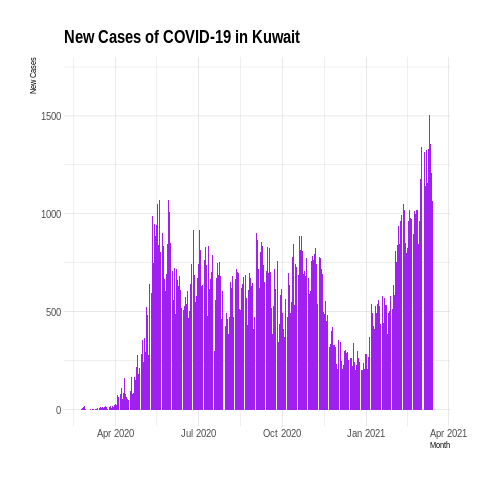 New Cases of COVID-19 in Kuwait
New Cases
1500
1000
500
0
Apr 2020
Jul 2020
Oct 2020
Jan 2021
Apr 2021
Month